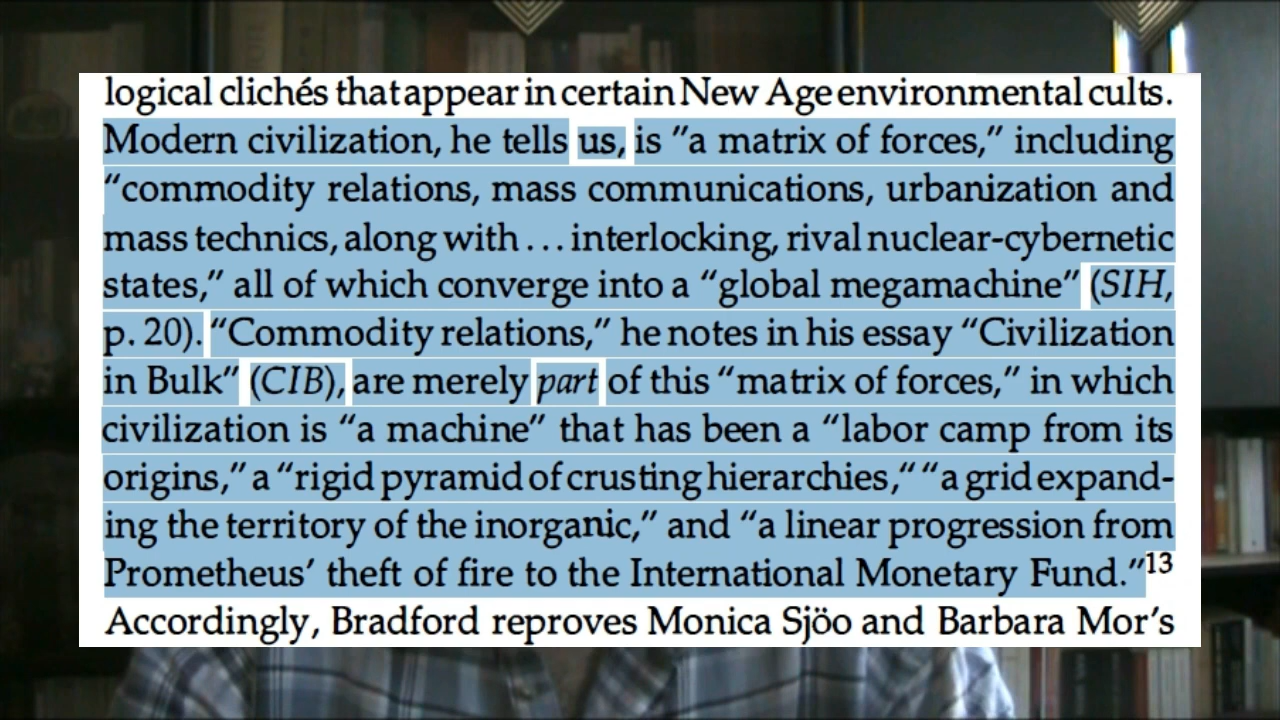 logical clichés that appear in certain New Age environmental cults.
Modern civilization, he tells us, is ”a matrix of forces,” including
“commodity relations, mass communications, urbanization and
mass technics, along with . . . interlocking, rival nuclear-cybernetic
states,” all of which converge into a “global megamachine” (SIH,
p. 20). “Commodity relations,” he notes in his essay “Civilization
in Bulk” (CIB), are merely part of this “matrix of forces,” in which
civilization is “a machine” that has been a “labor camp from its
origins,” a “rigid pyramid of crusting hierarchies,“ “a grid expand-
ing the territory of the inorganic,” and “a linear progression from
Prometheus’ theft of fire to the International Monetary Fund.”13
Accordingly, Bradford reproves Monica Sjöo and Barbara Mor’s